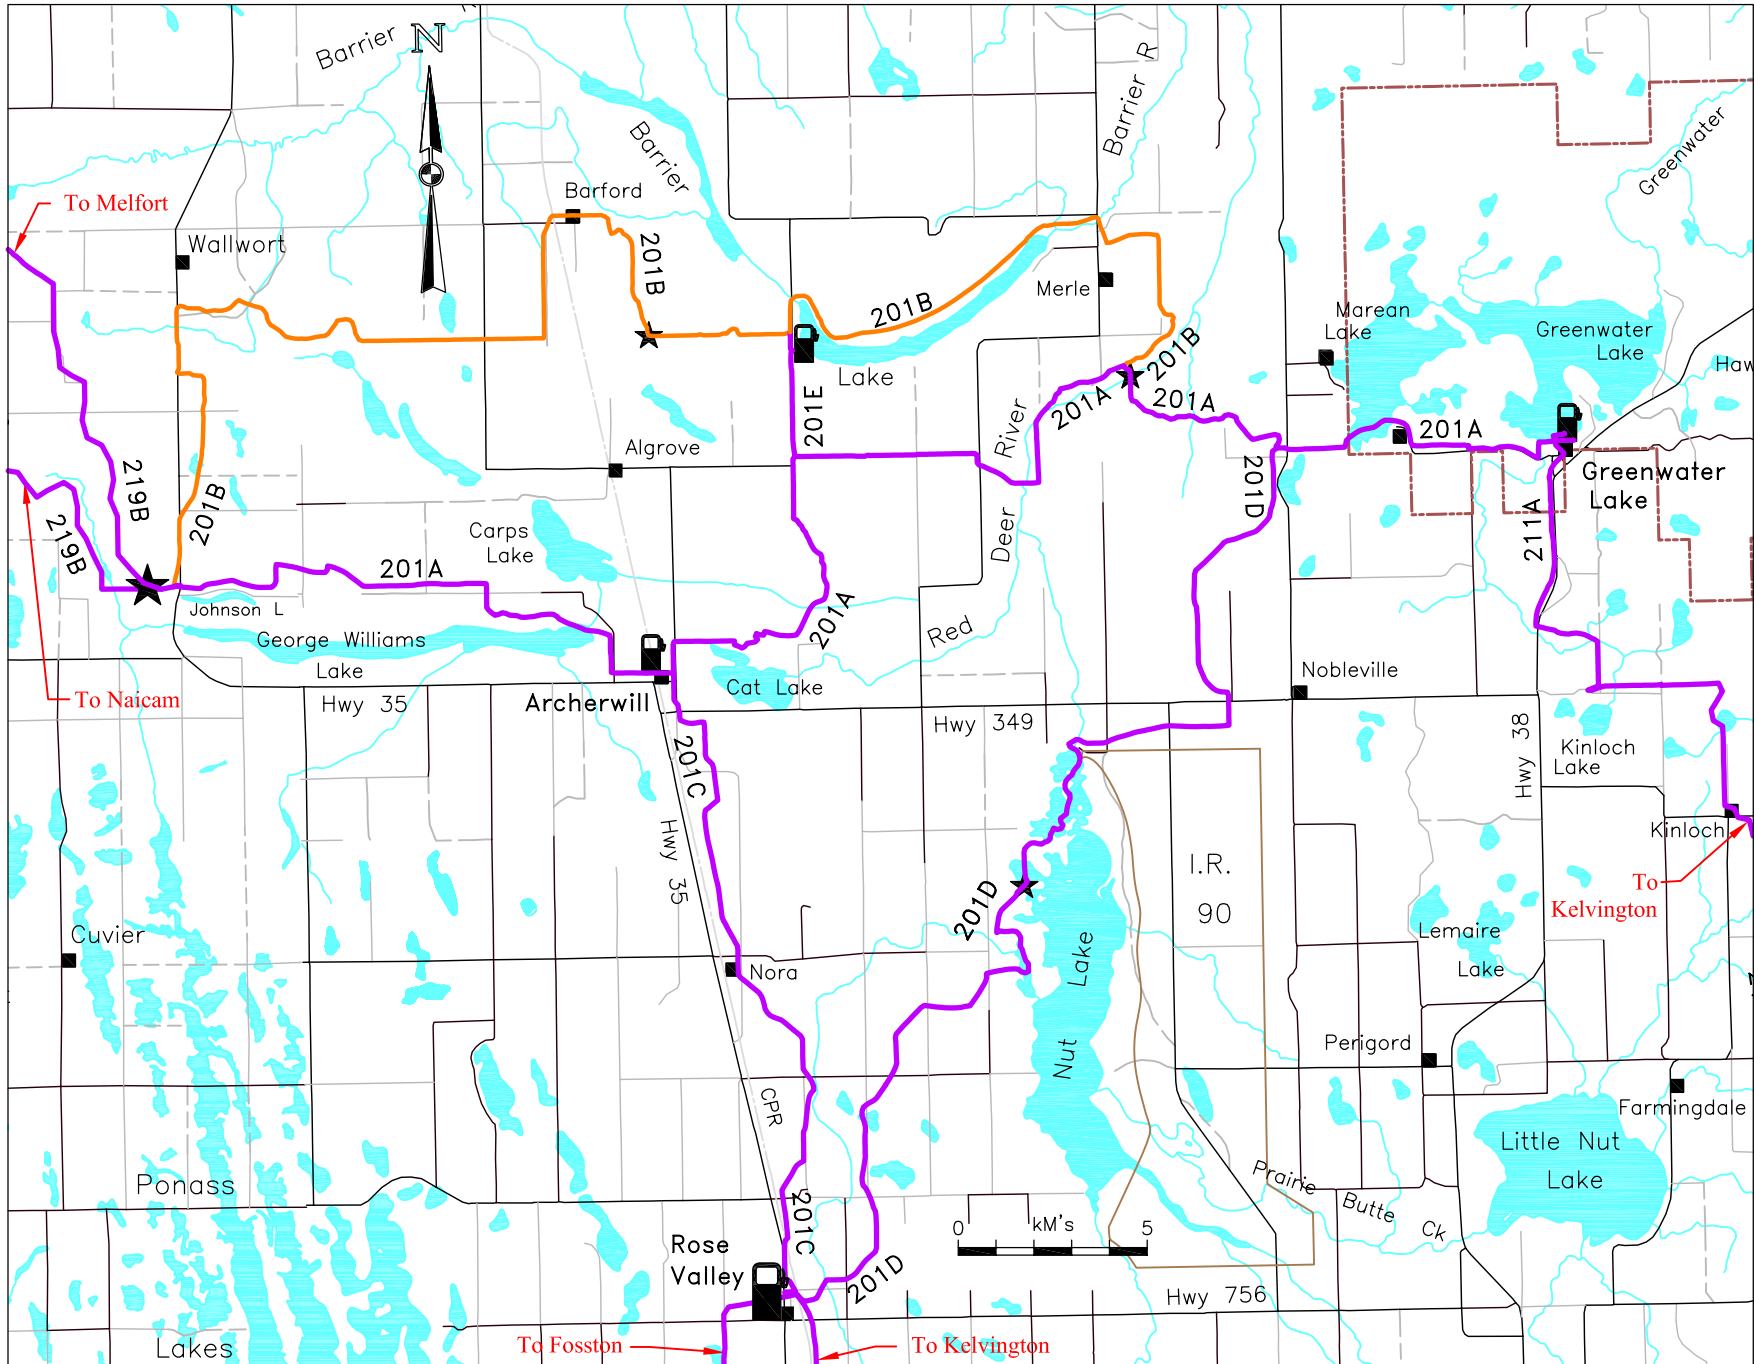 Barrier R
N
Barrier R
Greenwater
To Melfort
Barrier
Barford
Wallwort
201B
201B
Merle
Marean
Lake
Greenwater
Lake
Haw
Lake
201B
201A
201A
201A
201E
River
Algrove
Greenwater
Lake
219B
201B
219B
201D
211A
Carps
Lake
Deer
201A
Johnson L
201A
George Williams
Lake
Red
Nobleville
Cat Lake
To Naicam
Archerwill
Hwy 35
Hwy 349
Hwy 38
201C
Kinloch
Lake
Kinloch
Hwy 35
I.R.
90
To
Kelvington
201D
Lemaire
Lake
Cuvier
Nora
Nut Lake
Perigord
CPR
Farmingdale
Little Nut
Lake
Ponass
Prairie
Butte
Ck
201C
0 kM's 5
Rose
Valley
201D
Hwy 756
To Fosston
To Kelvington
Lakes